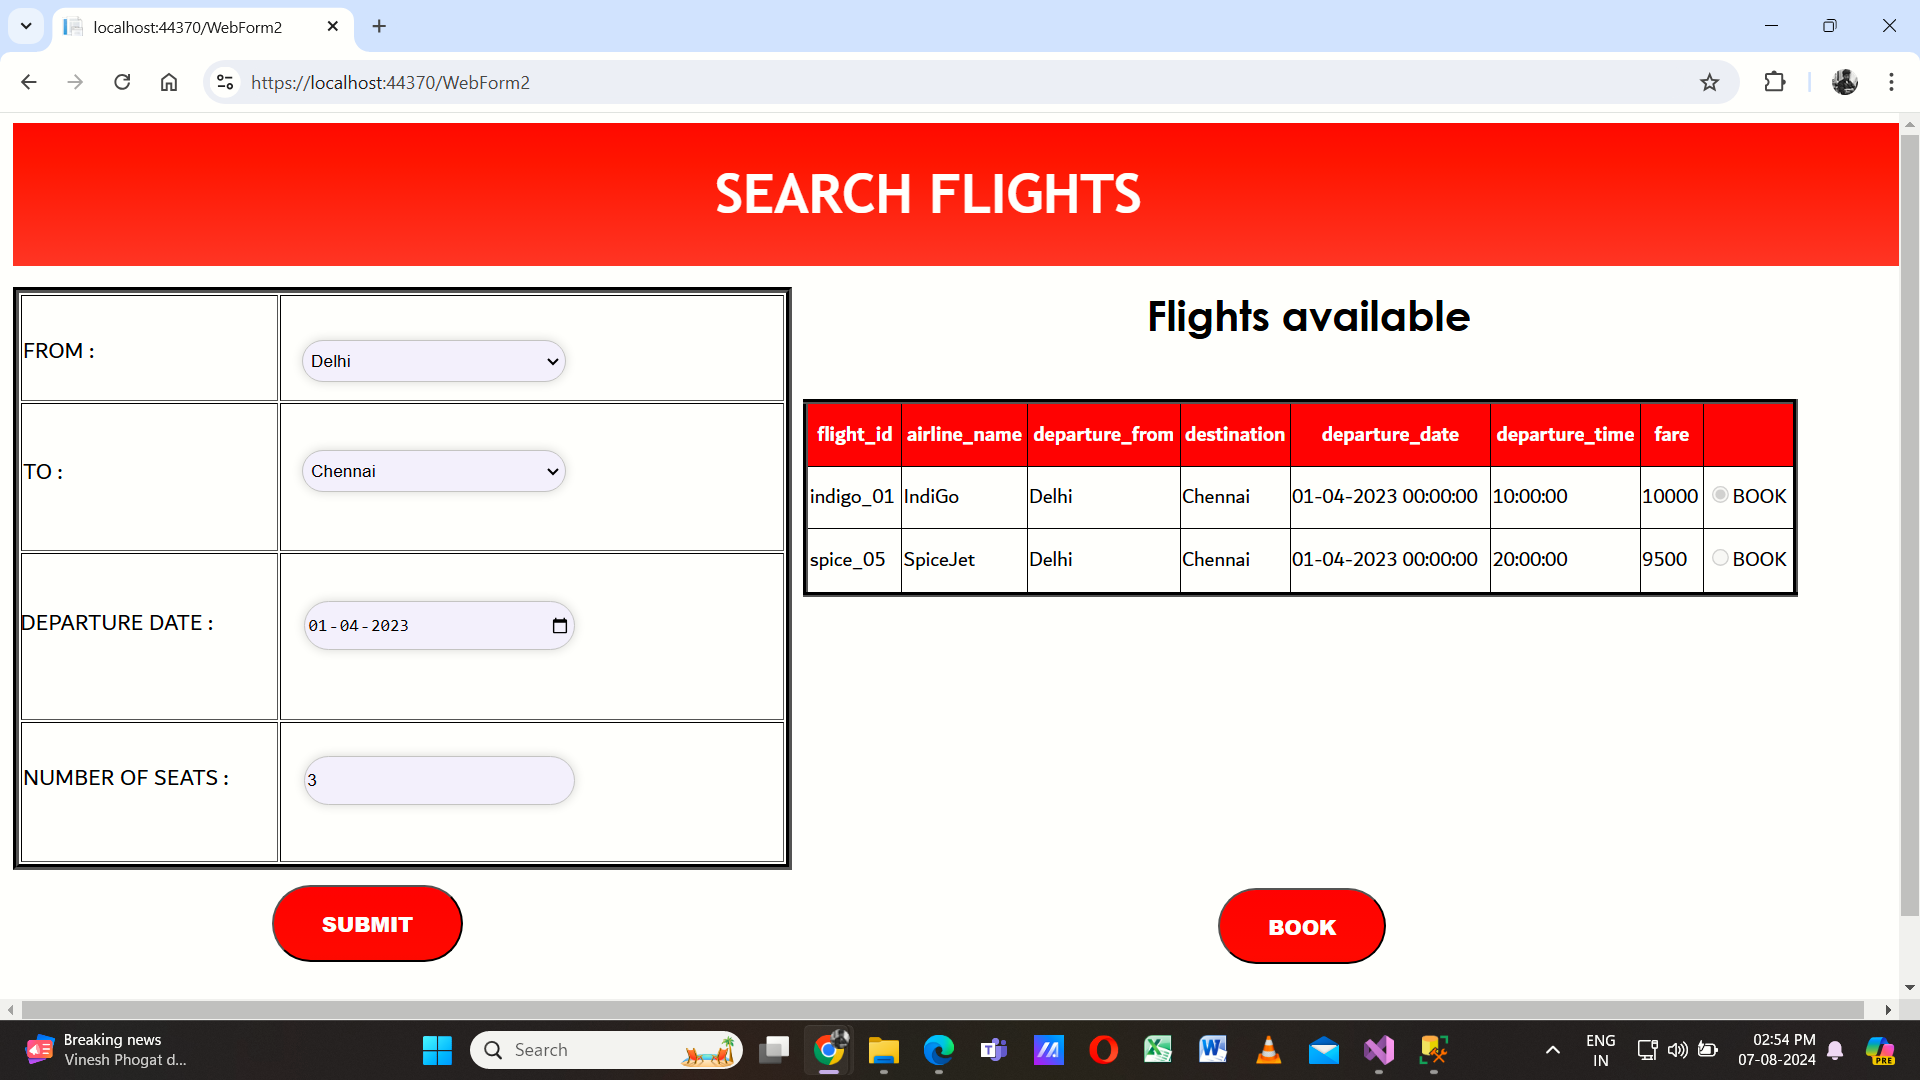 localhost:44370/WebForm2
https://localhost:44370/WebForm2
SEARCH FLIGHTS
FROM :
Delhi
TO :
Chennai
DEPARTURE DATE :
01-04-2023
NUMBER OF SEATS :
3
SUBMIT
Flights available
flight_id airline_name departure_from destination departure_date departure_time fare
indigo_01 IndiGo Delhi Chennai 01-04-2023 00:00:00 10:00:00 10000 BOOK
spice_05 SpiceJet Delhi Chennai 01-04-2023 00:00:00 20:00:00 9500 BOOK
BOOK
Breaking news
Vinesh Phogat d...
Search
ENG
IN
02:54 PM
07-08-2024
PRE